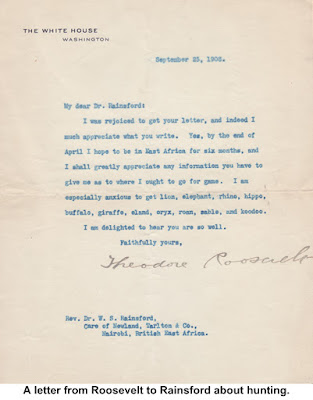 THE WHITE HOUSE
WASHINGTON
September 25, 1908.
My dear Dr. Rainsford:
I was rejoiced to get your letter, and indeed I
much appreciate what you write. Yes, by the end of
April I hope to be in East Africa for six months, and
I shall greatly appreciate any information you have to
give me as to where I ought to go for game. I am
especially anxious to get lion, elephant, rhino, hippo,
buffalo, giraffe, eland, oryx, roan, sable, and koodoo.
I am delighted to hear you are so well.
Faithfully yours,
Theodore Roosevelt
Rev. Dr. W. S. Rainsford,
Care of Newland, Tarlton & Co.,
Nairobi, British East Africa.
A letter from Roosevelt to Rainsford about hunting.